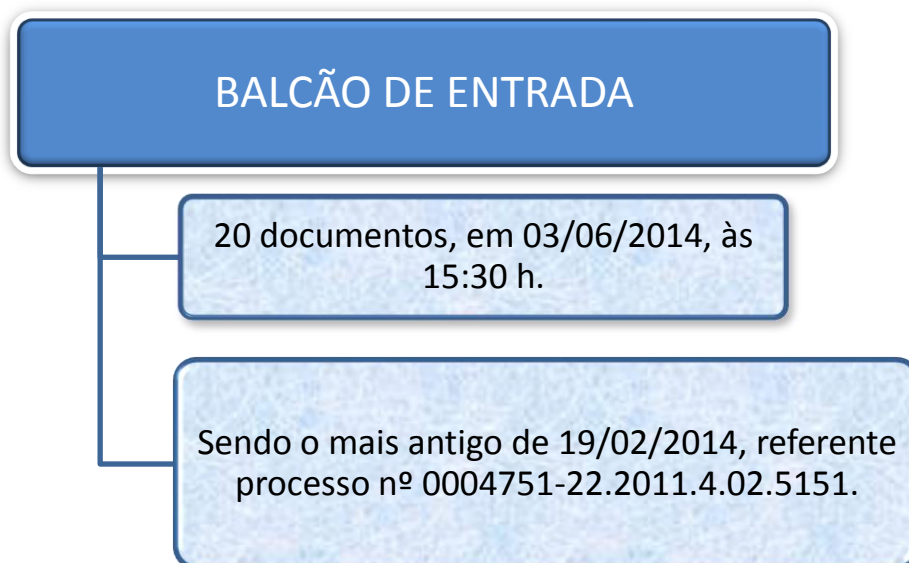 BALCÃO DE ENTRADA
20 documentos, em 03/06/2014, às
15:30 h.
Sendo o mais antigo de 19/02/2014, referente
processo nº 0004751-22.2011.4.02.5151.